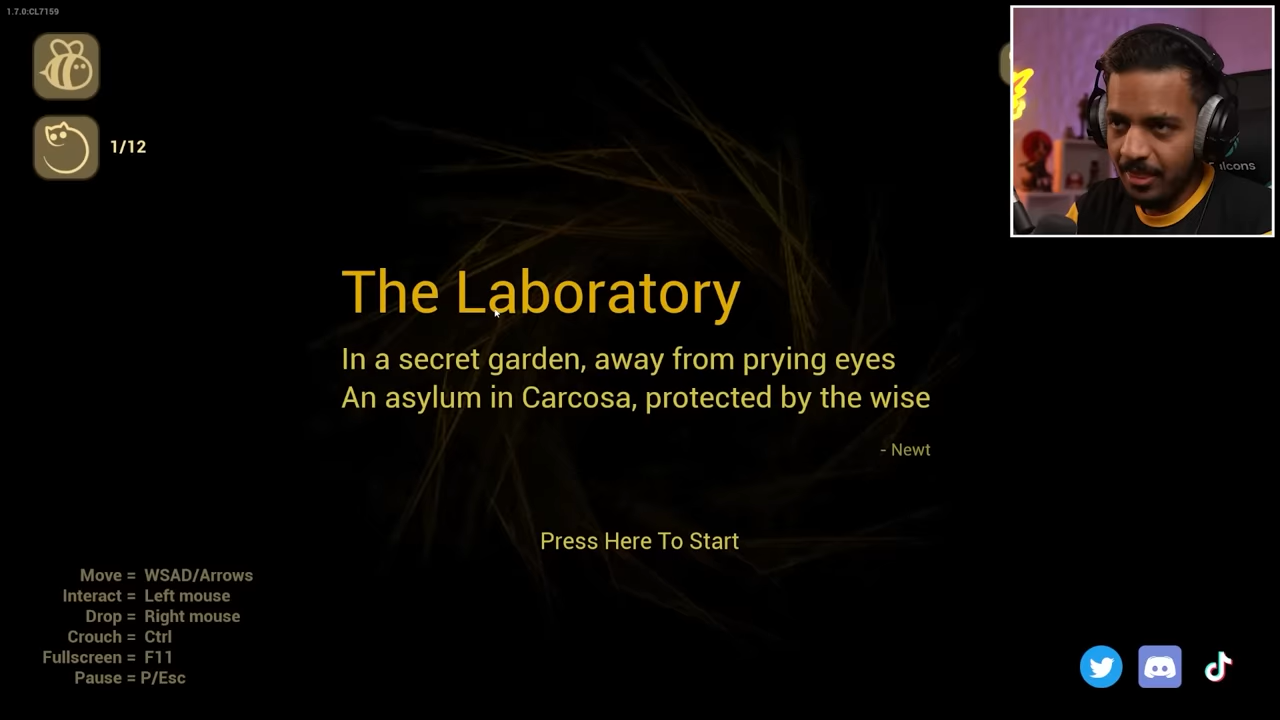 1.7.0:CL7159
1/12
The Laboratory
In a secret garden, away from prying eyes
An asylum in Carcosa, protected by the wise
- Newt
Press Here To Start
Move = WSAD/Arrows
Interact = Left mouse
Drop = Right mouse
Crouch = Ctrl
Fullscreen = F11
Pause = P/Esc